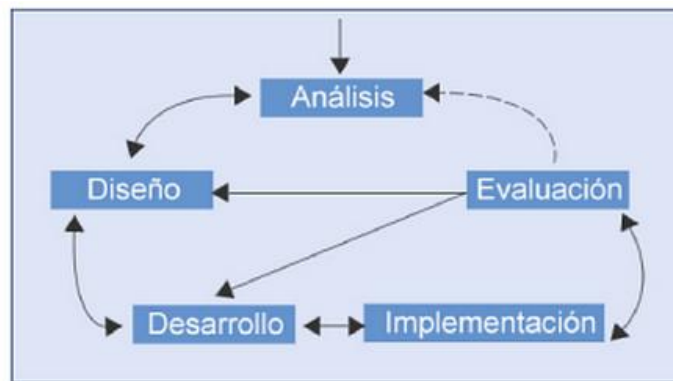 Análisis
Diseño
Evaluación
Desarrollo
Implementación